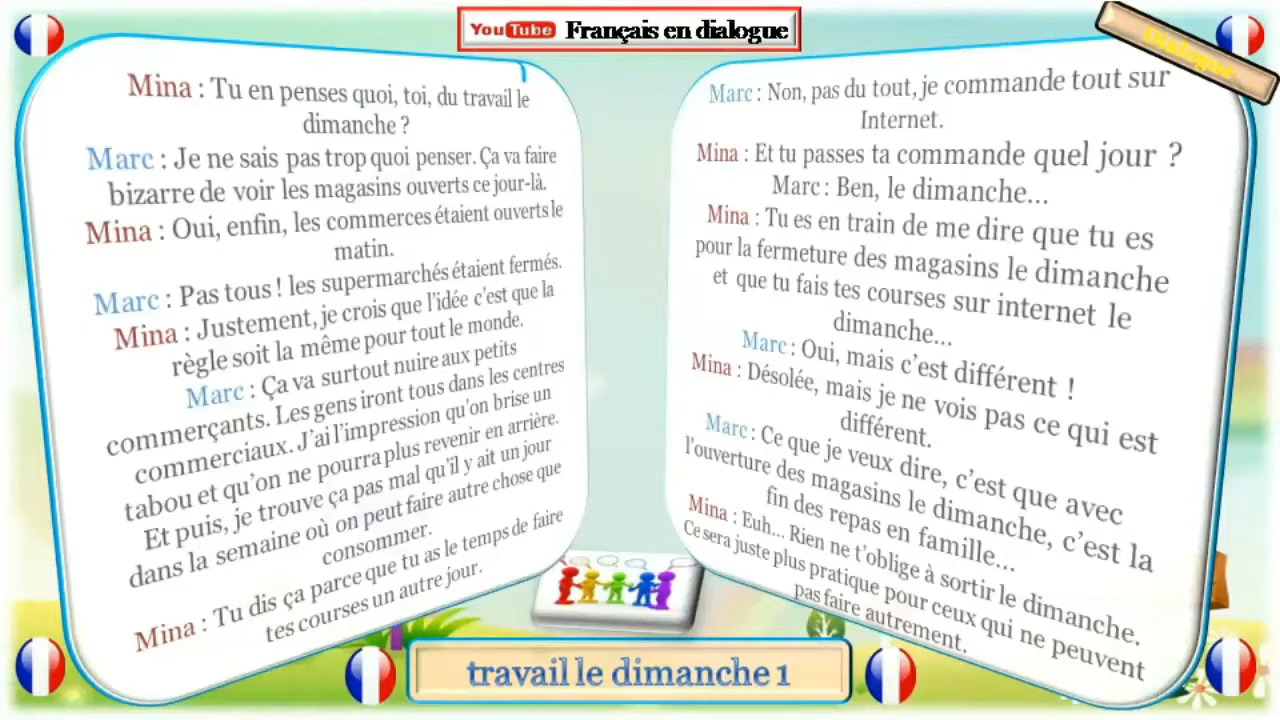 YouTube Français en dialogue
Dialogue
Mina : Tu en penses quoi, toi, du travail le
dimanche ?
Marc : Je ne sais pas trop quoi penser. Ça va faire
bizarre de voir les magasins ouverts ce jour-là.
Mina : Oui, enfin, les commerces étaient ouverts le
matin.
Marc : Pas tous ! les supermarchés étaient fermés.
Mina : Justement, je crois que l'idée c'est que la
règle soit la même pour tout le monde.
Marc : Ça va surtout nuire aux petits
commerçants. Les gens iront tous dans les centres
commerciaux. J'ai l'impression qu'on brise un
tabou et qu'on ne pourra plus revenir en arrière.
Et puis, je trouve ça pas mal qu'il y ait un jour
dans la semaine où on peut faire autre chose que
consommer.
Mina : Tu dis ça parce que tu as le temps de faire
tes courses un autre jour.
Marc : Non, pas du tout, je commande tout sur
Internet.
Mina : Et tu passes ta commande quel jour ?
Marc : Ben, le dimanche...
Mina : Tu es en train de me dire que tu es
pour la fermeture des magasins le dimanche
et que tu fais tes courses sur internet le
dimanche...
Marc : Oui, mais c'est différent !
Mina : Désolée, mais je ne vois pas ce qui est
différent.
Marc : Ce que je veux dire, c'est que avec
l'ouverture des magasins le dimanche, c'est la
fin des repas en famille...
Mina : Euh... Rien ne t'oblige à sortir le dimanche.
Ce sera juste plus pratique pour ceux qui ne peuvent
pas faire autrement.
travail le dimanche 1